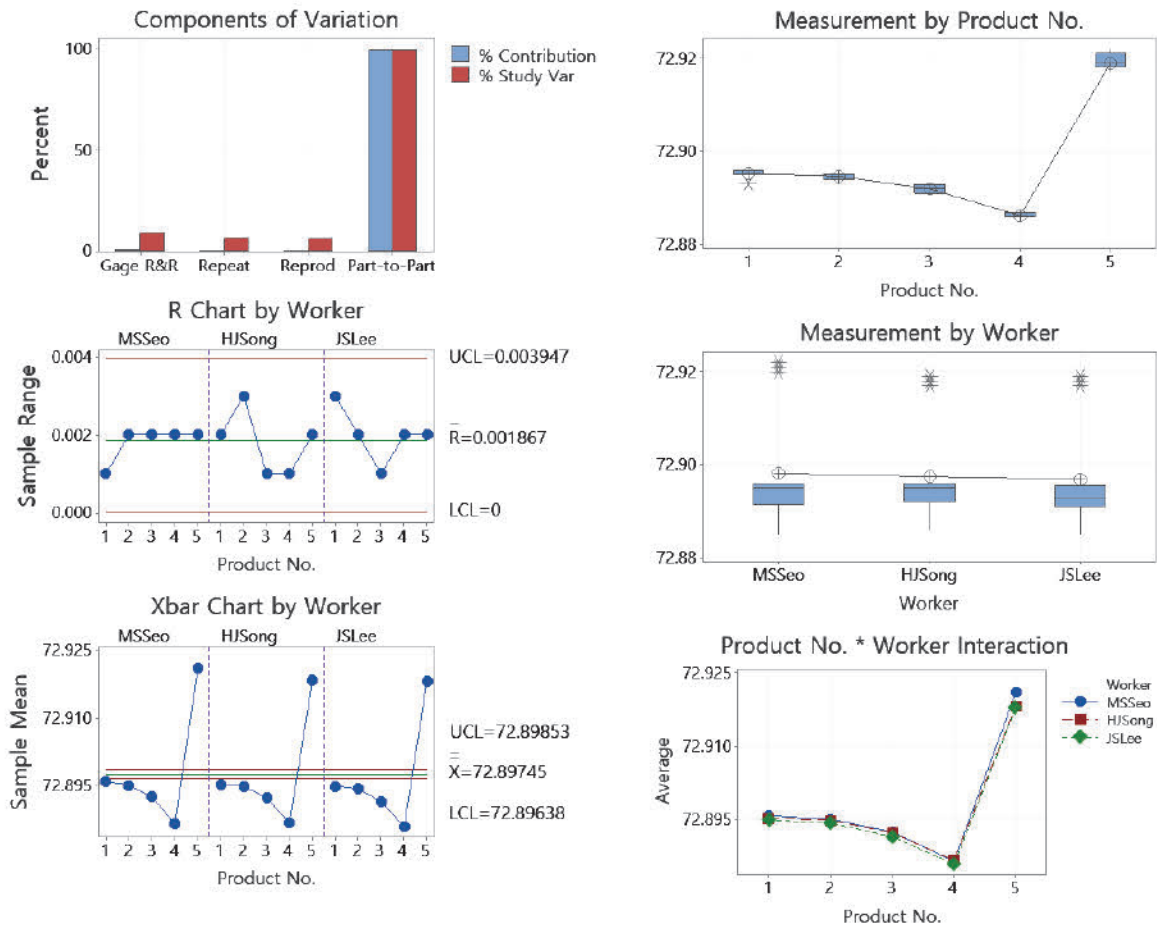 Components of Variation
100
50
0
Percent
Gage R&R Repeat Reprod Part-to-Part
% Contribution
% Study Var
R Chart by Worker
MSSeo HJSong JSLee
0.004
0.002
0.000
Sample Range
UCL=0.003947
_
R=0.001867
LCL=0
1 2 3 4 5 1 2 3 4 5 1 2 3 4 5
Product No.
Xbar Chart by Worker
MSSeo HJSong JSLee
72.925
72.910
72.895
Sample Mean
UCL=72.89853
=
X=72.89745
LCL=72.89638
1 2 3 4 5 1 2 3 4 5 1 2 3 4 5
Product No.
Measurement by Product No.
72.92
72.90
72.88
1 2 3 4 5
Product No.
Measurement by Worker
72.92
72.90
72.88
MSSeo HJSong JSLee
Worker
Product No. * Worker Interaction
72.925
72.910
72.895
Average
1 2 3 4 5
Product No.
Worker
MSSeo
HJSong
JSLee